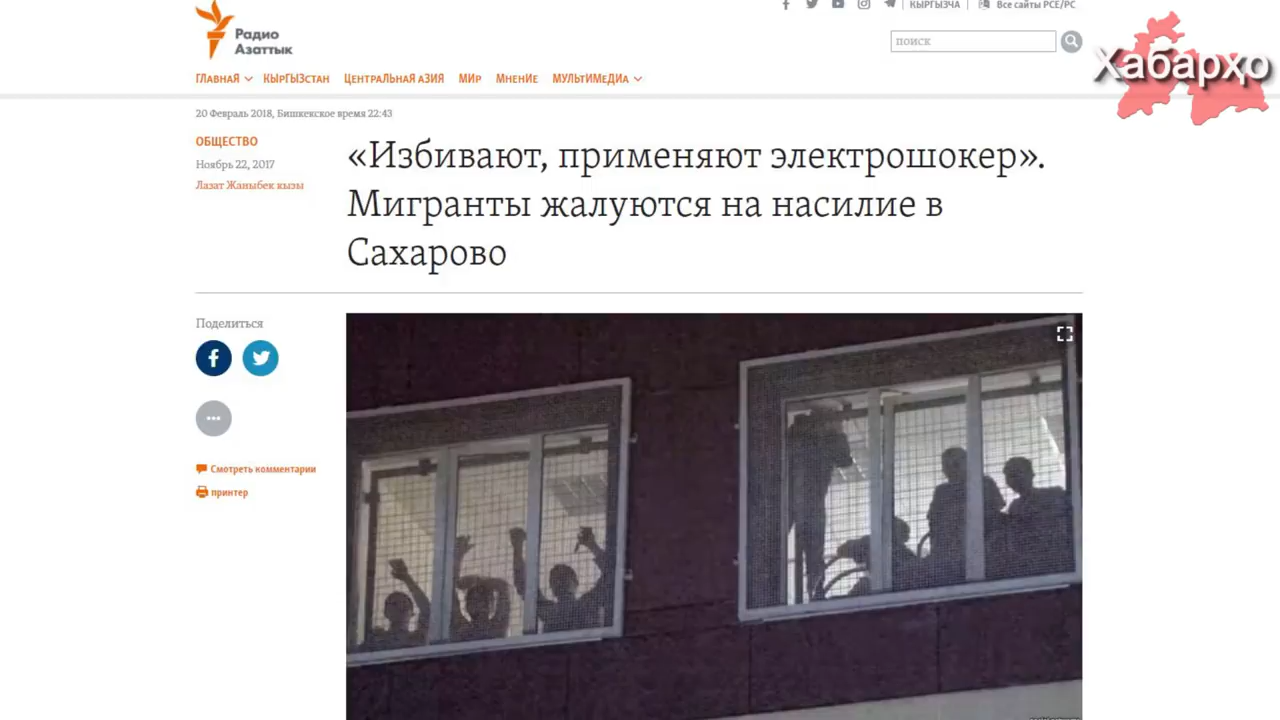 КЫРГЫЗЧА
Все сайты РСЕ/РС
Радио
Азаттык
поиск
Хабарҳо
ГЛАВНАЯ
КЫРГЫЗстан
ЦЕНТРАЛЬНАЯ АЗИЯ
МИр
МНЕНИЕ
МУЛЬТИМЕДИА
20 Февраль 2018, Бишкекское время 22:43
ОБЩЕСТВО
Ноябрь 22, 2017
Лазат Жаныбек кызы
«Избивают, применяют электрошокер».
Мигранты жалуются на насилие в
Сахарово
Поделиться
Смотреть комментарии
принтер